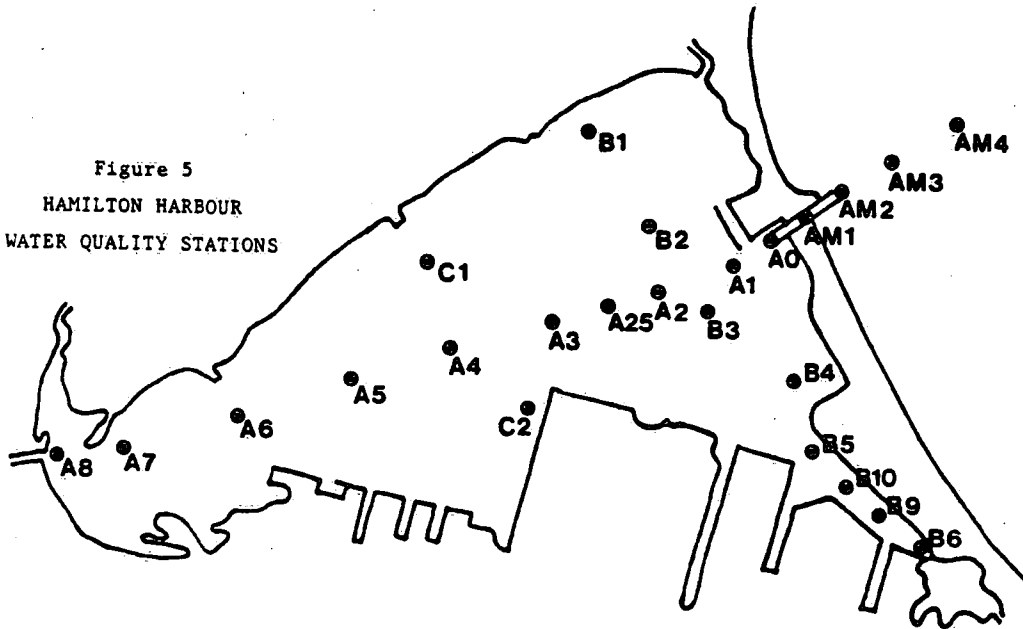 Figure 5
HAMILTON HARBOUR
WATER QUALITY STATIONS
AM4
B1
AM3
AM2
AM1
B2
A0
A1
C1
A2
A25
B3
A3
A4
B4
A5
C2
A6
B5
A8
A7
B10
B9
B6